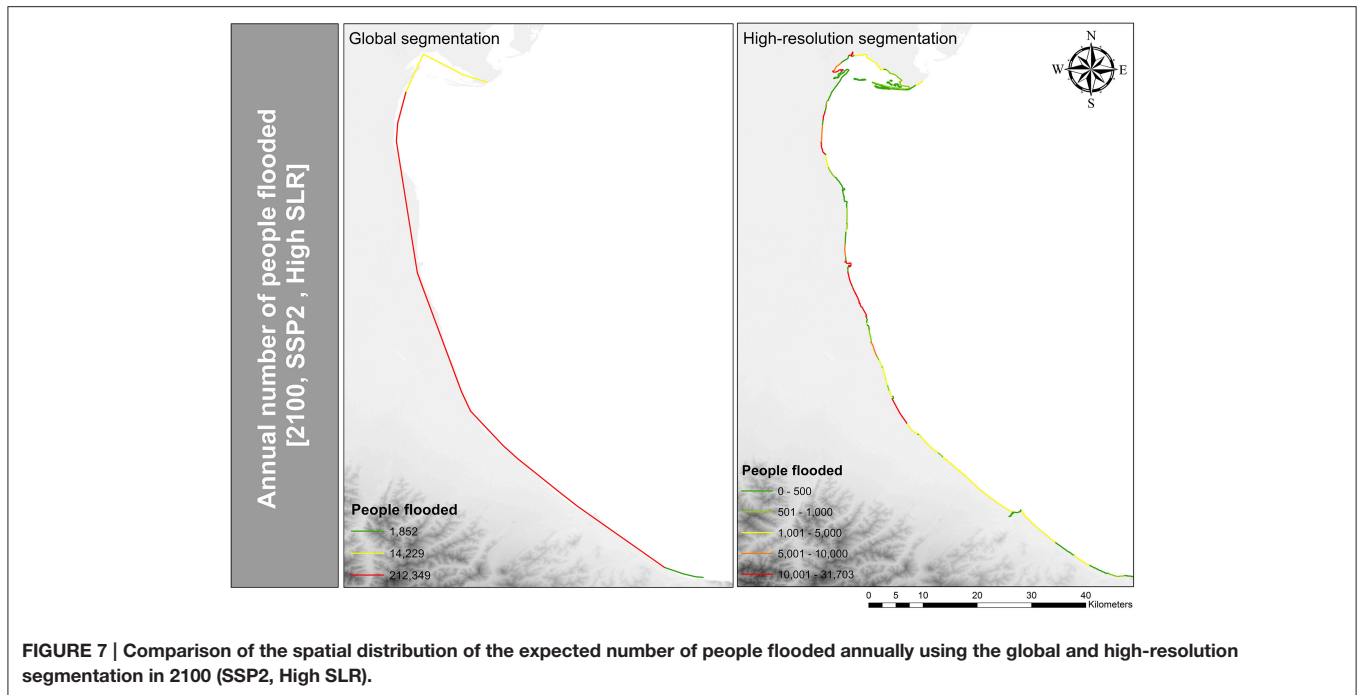 Annual number of people flooded
[2100, SSP2 , High SLR]
Global segmentation
People flooded
1,852
14,229
212,349
High-resolution segmentation
N
W
E
S
People flooded
0 - 500
501 - 1,000
1,001 - 5,000
5,001 - 10,000
10,001 - 31,703
0 5 10 20 30 40
Kilometers
FIGURE 7 | Comparison of the spatial distribution of the expected number of people flooded annually using the global and high-resolution
segmentation in 2100 (SSP2, High SLR).